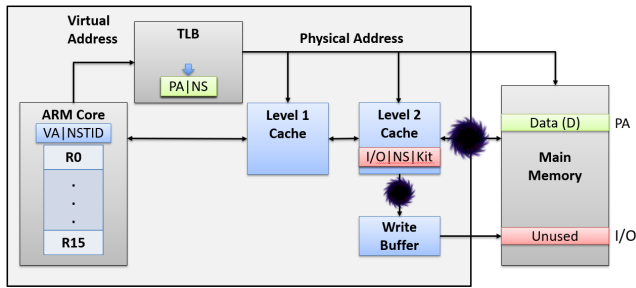 Virtual
Address
TLB
PA|NS
Physical Address
ARM Core
VA|NSTID
R0
.
.
.
R15
Level 1
Cache
Level 2
Cache
I/O|NS|Kit
Write
Buffer
Data (D)
PA
Main
Memory
Unused
I/O